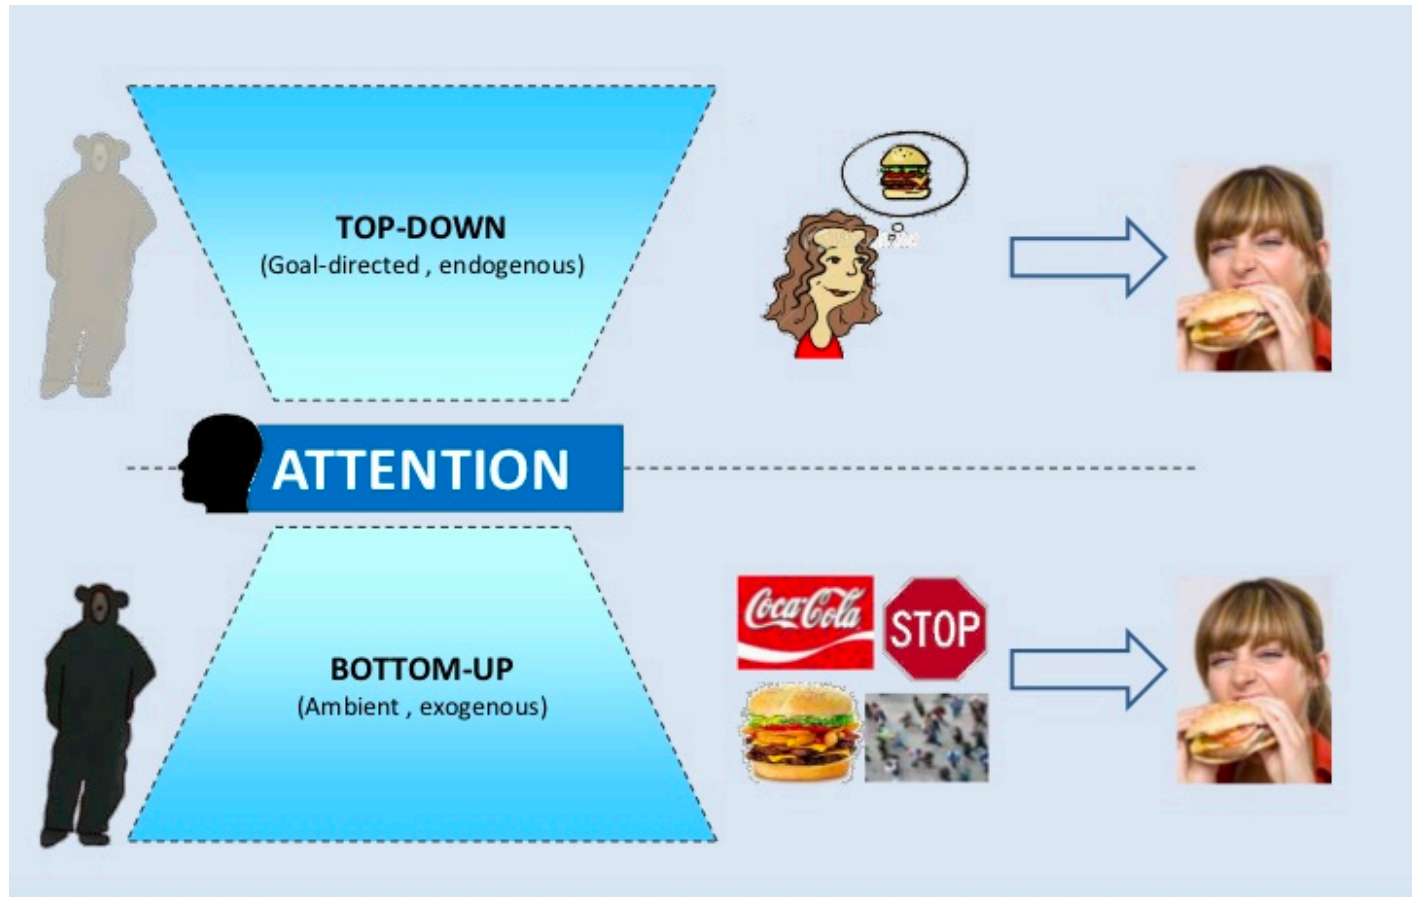 TOP-DOWN
(Goal-directed , endogenous)
ATTENTION
Coca-Cola
STOP
BOTTOM-UP
(Ambient , exogenous)